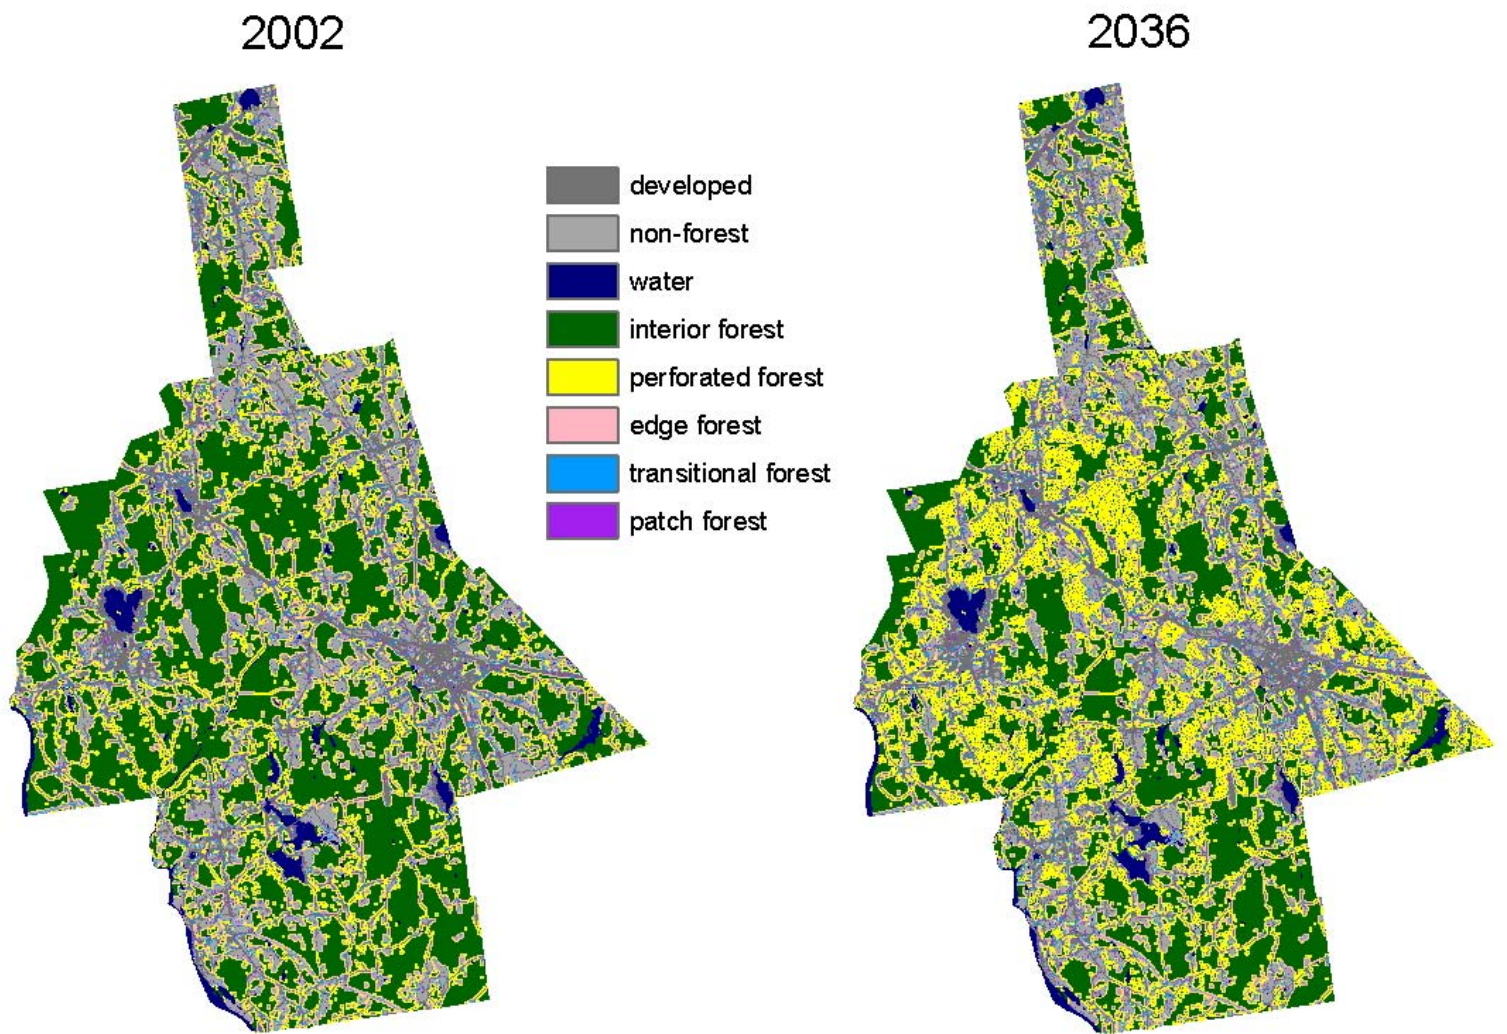 2002
2036
developed
non-forest
water
interior forest
perforated forest
edge forest
transitional forest
patch forest